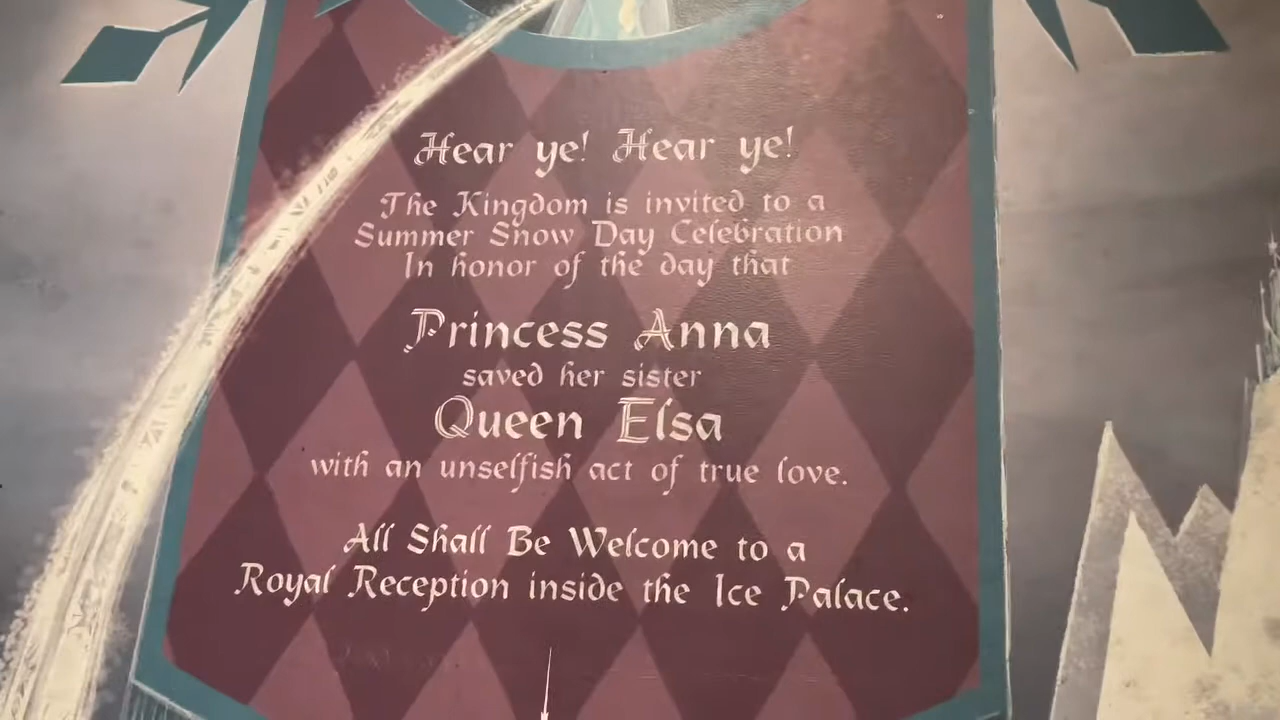 Hear ye! Hear ye!
The Kingdom is invited to a
Summer Snow Day Celebration
In honor of the day that
Princess Anna
saved her sister
Queen Elsa
with an unselfish act of true love.
All Shall Be Welcome to a
Royal Reception inside the Ice Palace.